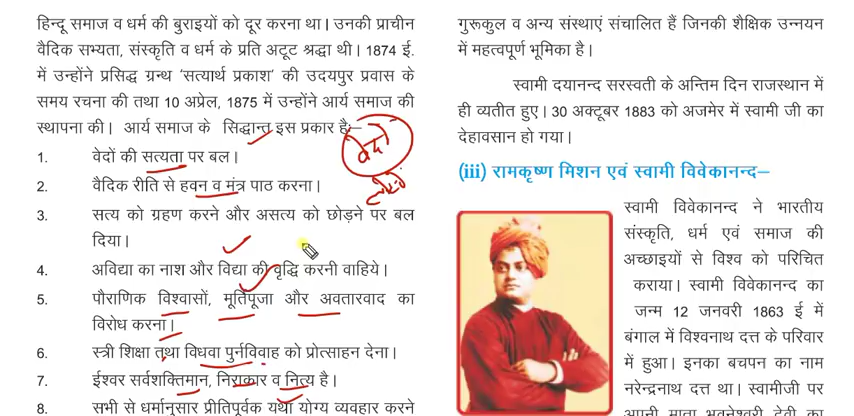 हिन्दू समाज व धर्म की बुराइयों को दूर करना था। उनकी प्राचीन
वैदिक सभ्यता, संस्कृति व धर्म के प्रति अटूट श्रद्धा थी। 1874 ई.
में उन्होंने प्रसिद्ध ग्रन्थ 'सत्यार्थ प्रकाश' की उदयपुर प्रवास के
समय रचना की तथा 10 अप्रेल, 1875 में उन्होंने आर्य समाज की
स्थापना की। आर्य समाज के सिद्धान्त इस प्रकार है:–
1. वेदों की सत्यता पर बल।
2. वैदिक रीति से हवन व मंत्र पाठ करना।
3. सत्य को ग्रहण करने और असत्य को छोड़ने पर बल
दिया।
4. अविद्या का नाश और विद्या की वृद्धि करनी वाहिये।
5. पौराणिक विश्वासों, मूर्तिपूजा और अवतारवाद का
विरोध करना।
6. स्त्री शिक्षा तथा विधवा पुर्नविवाह को प्रोत्साहन देना।
7. ईश्वर सर्वशक्तिमान, निराकार व नित्य है।
8. सभी से धर्मानुसार प्रीतिपूर्वक यथा योग्य व्यवहार करने
वेदो
गुरूकुल व अन्य संस्थाएं संचालित हैं जिनकी शैक्षिक उन्नयन
में महत्वपूर्ण भूमिका है।
स्वामी दयानन्द सरस्वती के अन्तिम दिन राजस्थान में
ही व्यतीत हुए। 30 अक्टूबर 1883 को अजमेर में स्वामी जी का
देहावसान हो गया।
(iii) रामकृष्ण मिशन एवं स्वामी विवेकानन्द–
स्वामी विवेकानन्द ने भारतीय
संस्कृति, धर्म एवं समाज की
अच्छाइयों से विश्व को परिचित
कराया। स्वामी विवेकानन्द का
जन्म 12 जनवरी 1863 ई में
बंगाल में विश्वनाथ दत्त के परिवार
में हुआ। इनका बचपन का नाम
नरेन्द्रनाथ दत्त था। स्वामीजी पर
अपनी माता भुवनेश्वरी देवी का